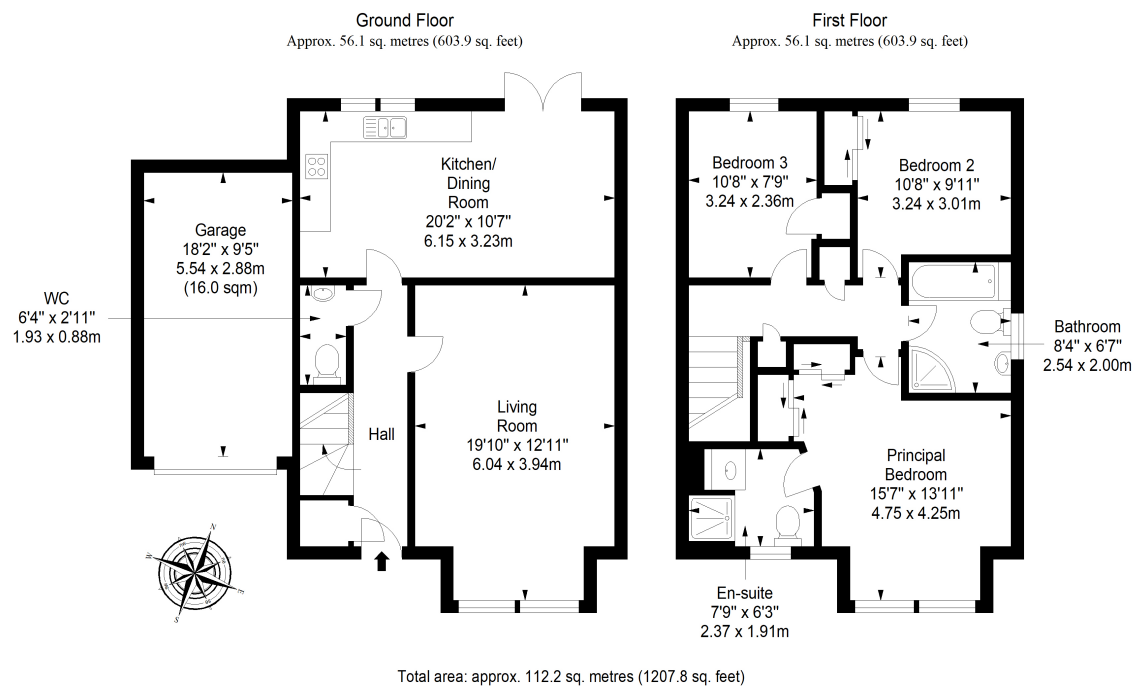 Ground Floor
Approx. 56.1 sq. metres (603.9 sq. feet)
First Floor
Approx. 56.1 sq. metres (603.9 sq. feet)
Kitchen/
Dining
Room
20'2" x 10'7"
6.15 x 3.23m
Bedroom 3
10'8" x 7'9"
3.24 x 2.36m
Bedroom 2
10'8" x 9'11"
3.24 x 3.01m
Garage
18'2" x 9'5"
5.54 x 2.88m
(16.0 sqm)
WC
6'4" x 2'11"
1.93 x 0.88m
Bathroom
8'4" x 6'7"
2.54 x 2.00m
Living
Room
19'10" x 12'11"
6.04 x 3.94m
Hall
Principal
Bedroom
15'7" x 13'11"
4.75 x 4.25m
N
W
E
S
En-suite
7'9" x 6'3"
2.37 x 1.91m
Total area: approx. 112.2 sq. metres (1207.8 sq. feet)